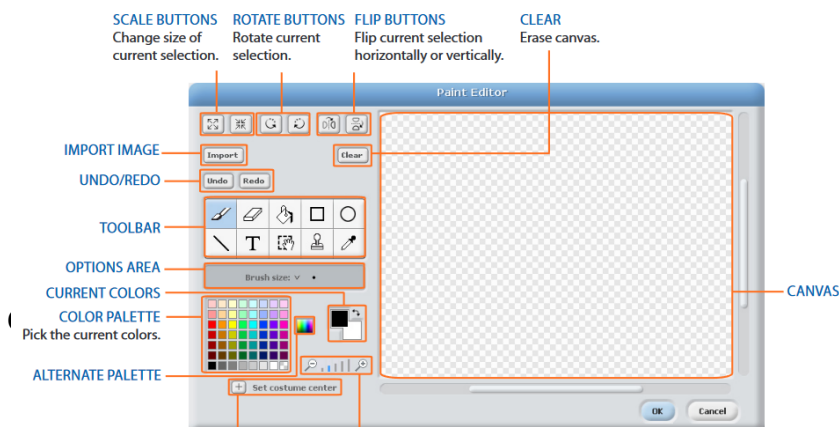 SCALE BUTTONS
Change size of
current selection.
ROTATE BUTTONS
Rotate current
selection.
FLIP BUTTONS
Flip current selection
horizontally or vertically.
CLEAR
Erase canvas.
Paint Editor
IMPORT IMAGE
Import
Clear
UNDO/REDO
Undo
Redo
TOOLBAR
T
OPTIONS AREA
Brush size:
CURRENT COLORS
CANVAS
COLOR PALETTE
Pick the current colors.
ALTERNATE PALETTE
Set costume center
OK
Cancel